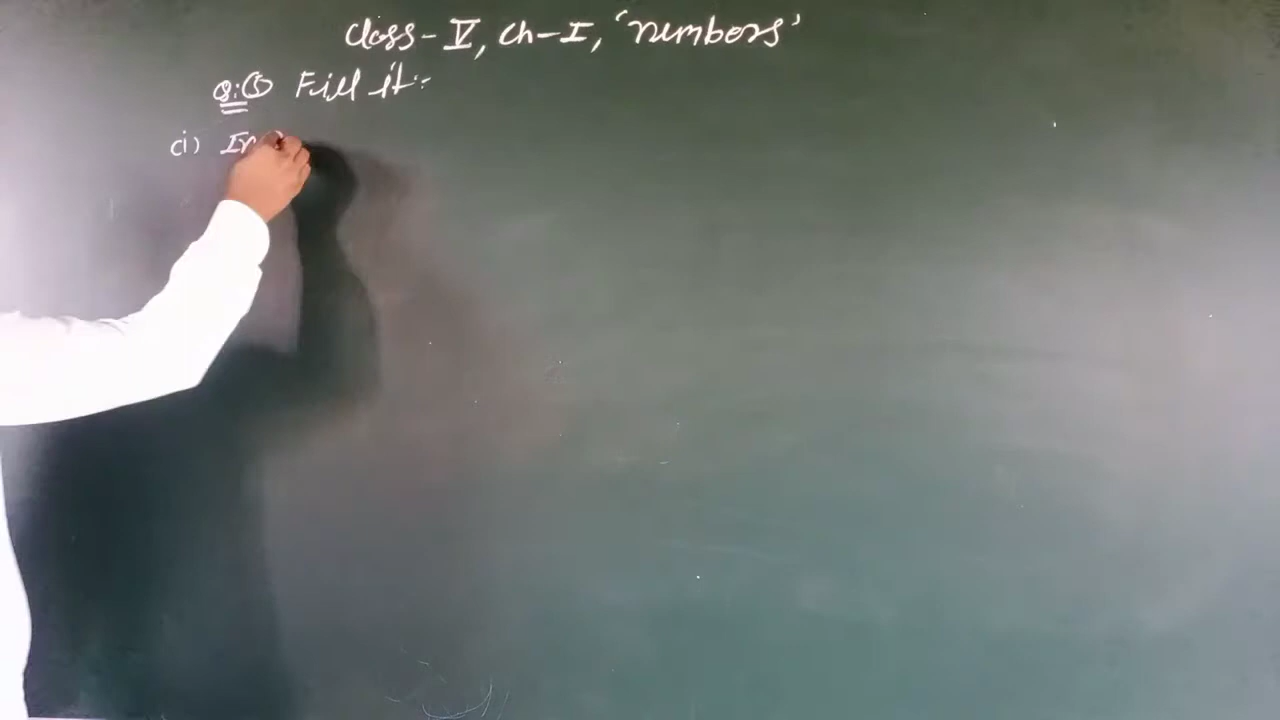 Class - V, Ch - I, 'numbers'
Q:① Fill it :-
(i) In